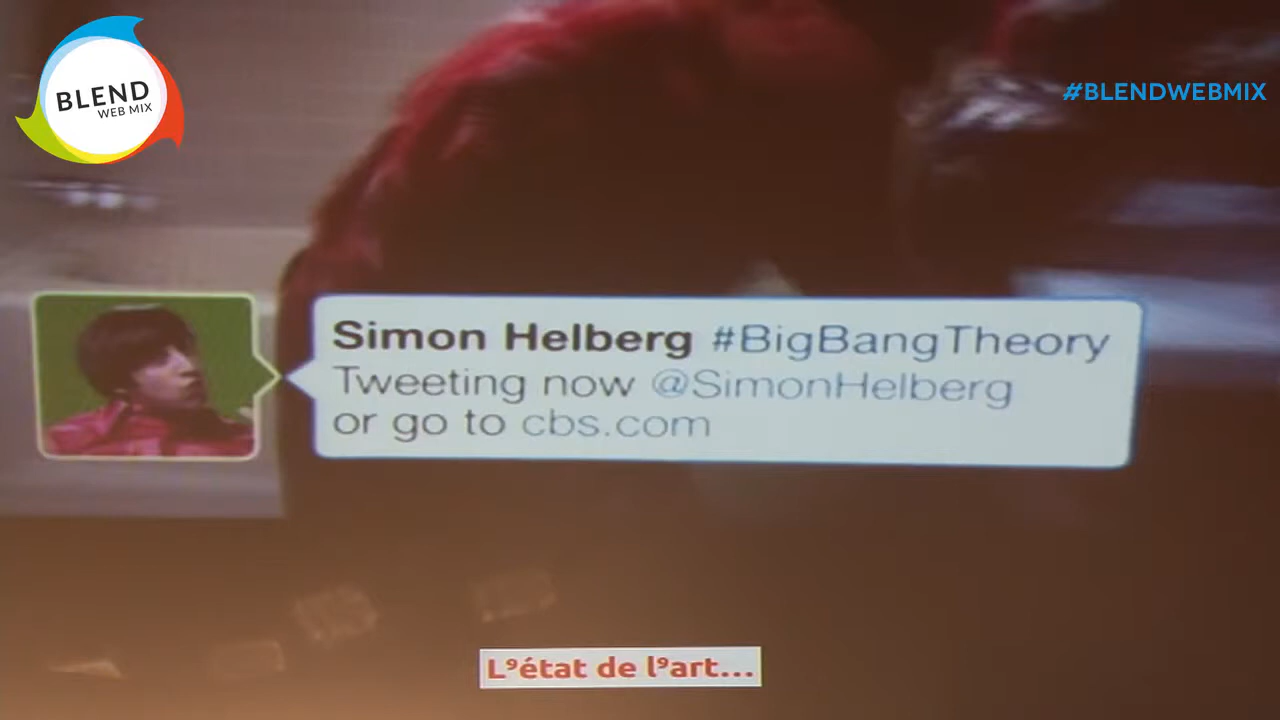 BLEND
WEB MIX
#BLENDWEBMIX
Simon Helberg #BigBangTheory
Tweeting now @SimonHelberg
or go to cbs.com
L'état de l'art...